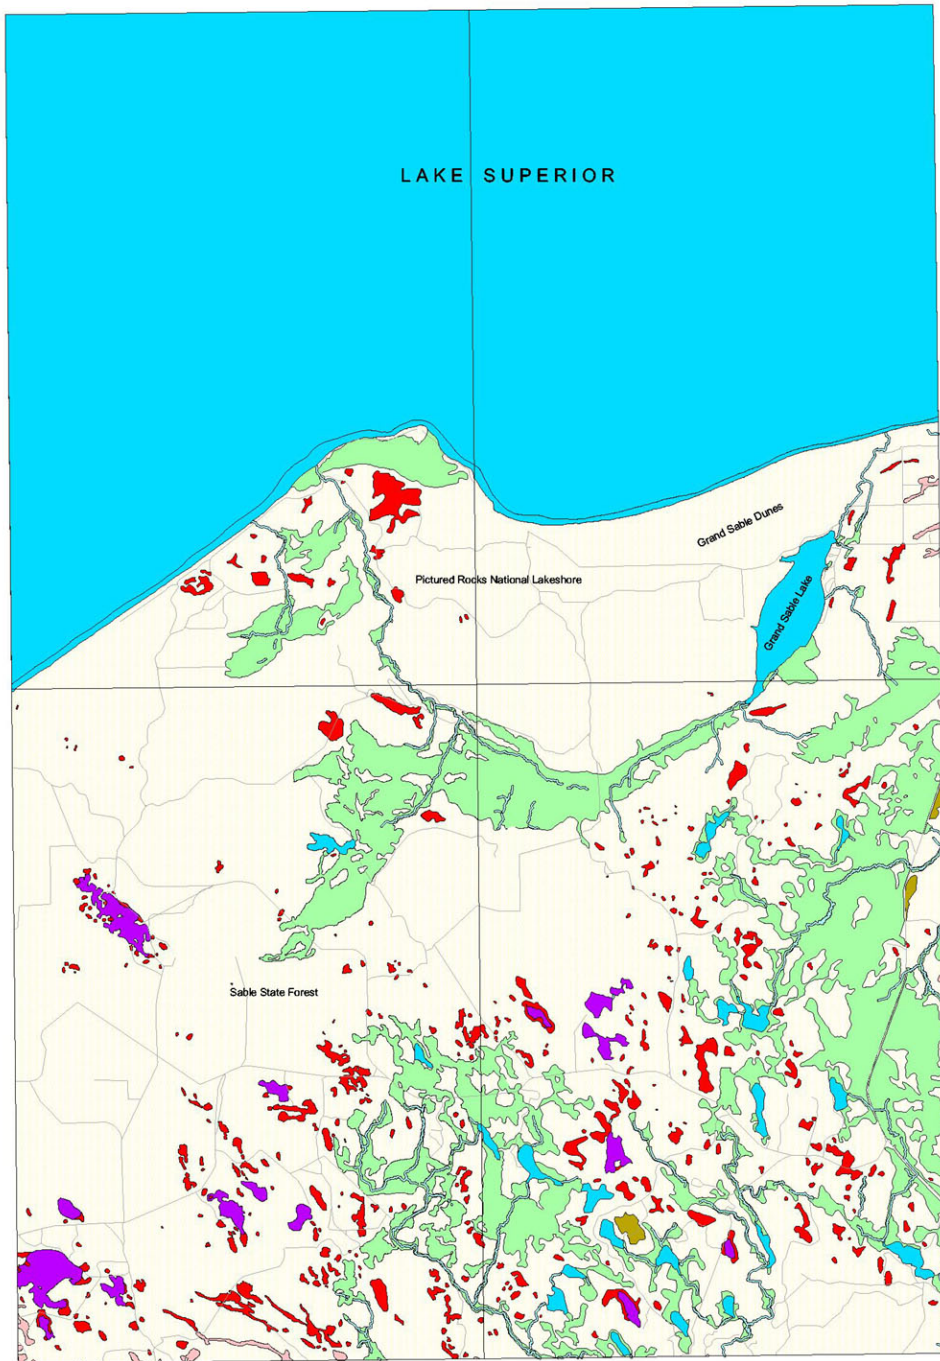 LAKE SUPERIOR
Grand Sable Dunes
Pictured Rocks National Lakeshore
Grand Sable Lake
Sable State Forest